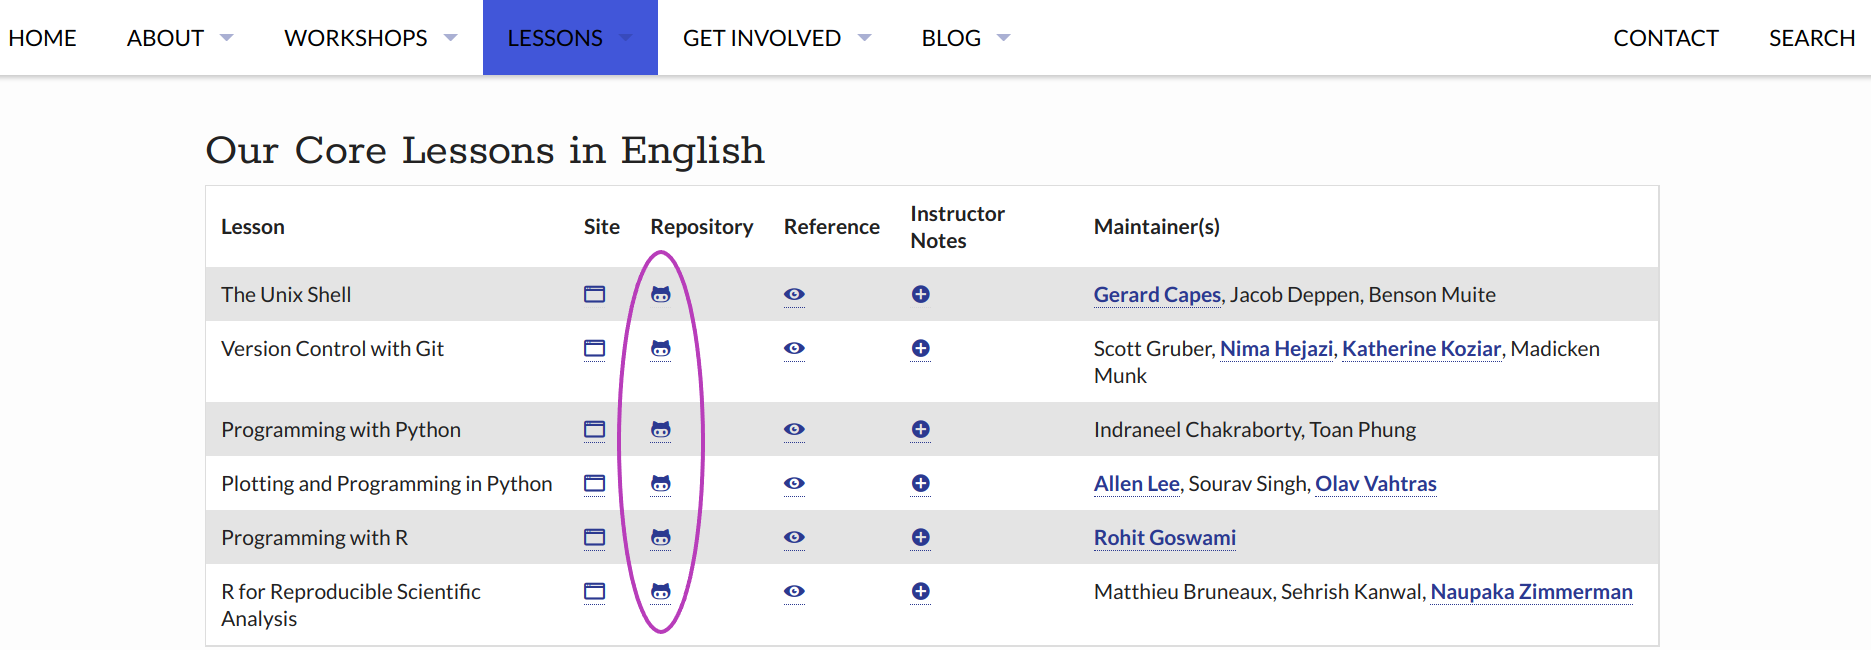 HOME ABOUT WORKSHOPS LESSONS GET INVOLVED BLOG CONTACT SEARCH
Our Core Lessons in English
Lesson Site Repository Reference Instructor Notes Maintainer(s)
The Unix Shell Gerard Capes, Jacob Deppen, Benson Muite
Version Control with Git Scott Gruber, Nima Hejazi, Katherine Koziar, Madicken
Munk
Programming with Python Indraneel Chakraborty, Toan Phung
Plotting and Programming in Python Allen Lee, Sourav Singh, Olav Vahtras
Programming with R Rohit Goswami
R for Reproducible Scientific Matthieu Bruneaux, Sehrish Kanwal, Naupaka Zimmerman
Analysis